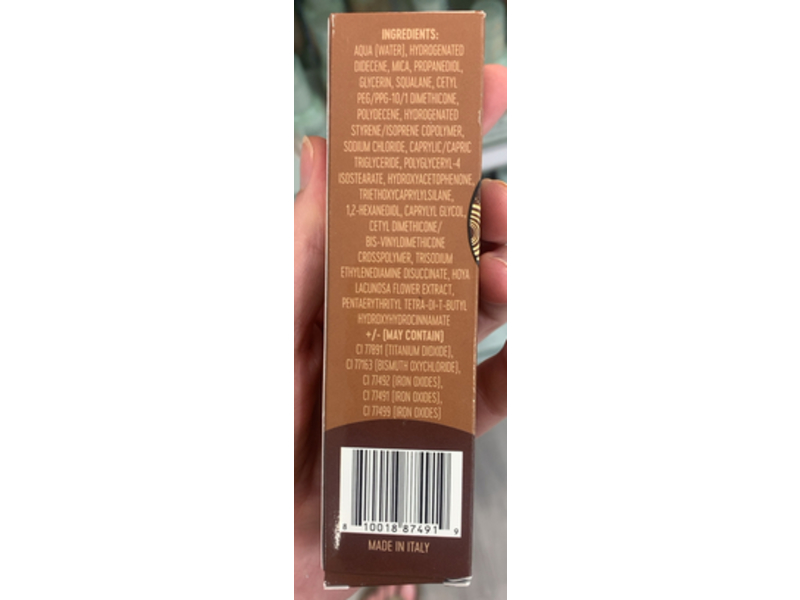 INGREDIENTS:
AQUA (WATER), HYDROGENATED
DIDECENE, MICA, PROPANEDIOL,
GLYCERIN, SQUALANE, CETYL
PEG/PPG-10/1 DIMETHICONE,
POLYDECENE, HYDROGENATED
STYRENE/ISOPRENE COPOLYMER,
SODIUM CHLORIDE, CAPRYLIC/CAPRIC
TRIGLYCERIDE, POLYGLYCERYL-4
ISOSTEARATE, HYDROXYACETOPHENONE,
TRIETHOXYCAPRYLYLSILANE,
1,2-HEXANEDIOL, CAPRYLYL GLYCOL,
CETYL DIMETHICONE/
BIS-VINYLDIMETHICONE
CROSSPOLYMER, TRISODIUM
ETHYLENEDIAMINE DISUCCINATE, HOYA
LACUNOSA FLOWER EXTRACT,
PENTAERYTHRITYL TETRA-DI-T-BUTYL
HYDROXYHYDROCINNAMATE
+/- (MAY CONTAIN)
CI 77891 (TITANIUM DIOXIDE),
CI 77163 (BISMUTH OXYCHLORIDE),
CI 77492 (IRON OXIDES),
CI 77491 (IRON OXIDES),
CI 77499 (IRON OXIDES)
8 10018 87491 9
MADE IN ITALY